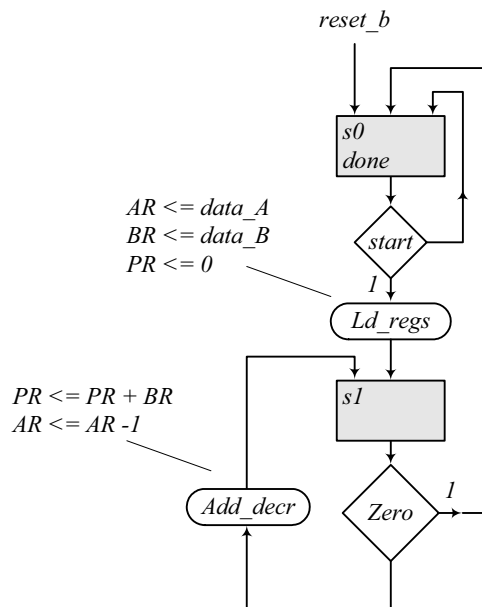 reset_b
s0
done
AR <= data_A
BR <= data_B
PR <= 0
start
1
Ld_regs
s1
PR <= PR + BR
AR <= AR -1
Add_decr
Zero
1